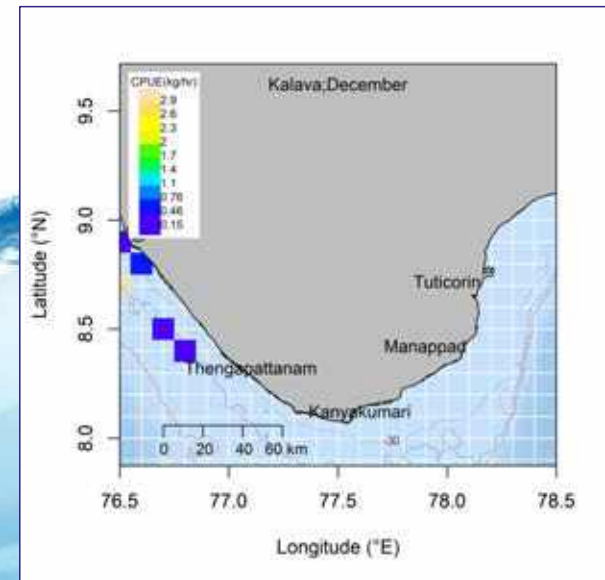 Kalava;December
CPUE(kg/hr)
2.9
2.6
2.3
2
1.7
1.4
1.1
0.76
0.46
0.15
9.5
9.0
8.5
8.0
Latitude (°N)
Tuticorin
Manappad
Thengapattanam
Kanyakumari
-30
0 20 40 60 km
76.5 77.0 77.5 78.0 78.5
Longitude (°E)